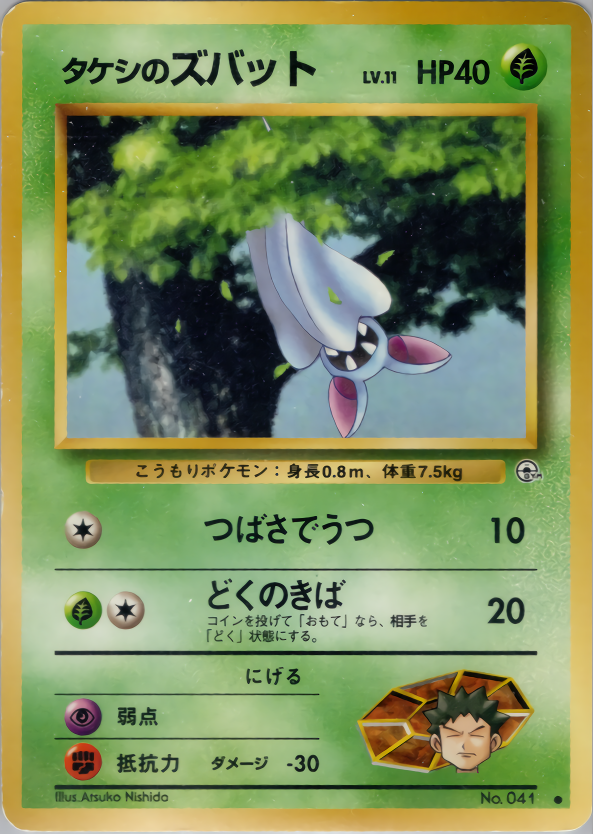 タケシのズバット LV.11 HP40
こうもりポケモン：身長0.8m、体重7.5kg
GYM
つばさでうつ 10
どくのきば 20
コインを投げて「おもて」なら、相手を
「どく」状態にする。
にげる
弱点
抵抗力 ダメージ -30
Illus. Atsuko Nishida No. 041 ●